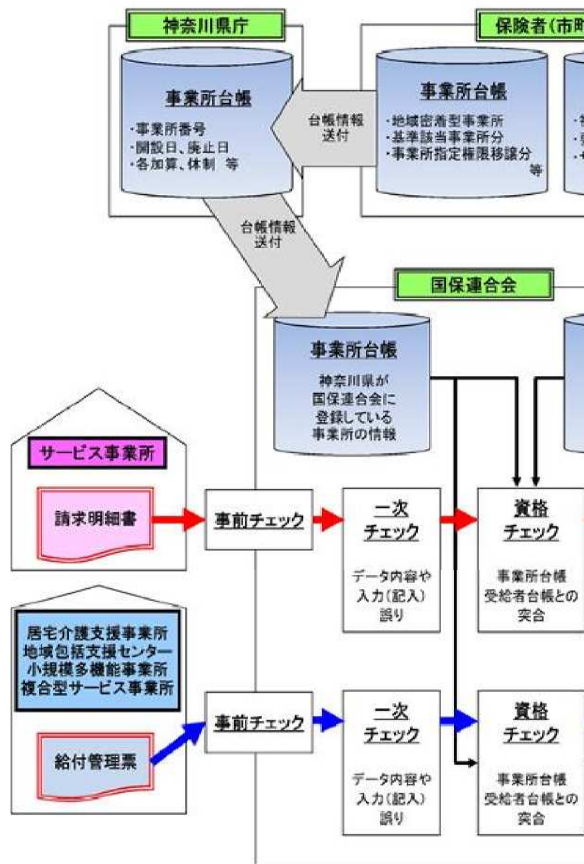 神奈川県庁
保険者(市町
事業所台帳
・事業所番号
・開設日、廃止日
・各加算、体制 等
台帳情報
送付
事業所台帳
・地域密着型事業所
・基準該当事業所分
・事業所指定権限移譲分
等
台帳情報
送付
国保連合会
事業所台帳
神奈川県が
国保連合会に
登録している
事業所の情報
サービス事業所
請求明細書
事前チェック
一次
チェック
データ内容や
入力(記入)
誤り
資格
チェック
事業所台帳
受給者台帳との
突合
居宅介護支援事業所
地域包括支援センター
小規模多機能事業所
複合型サービス事業所
給付管理票
事前チェック
一次
チェック
データ内容や
入力(記入)
誤り
資格
チェック
事業所台帳
受給者台帳との
突合